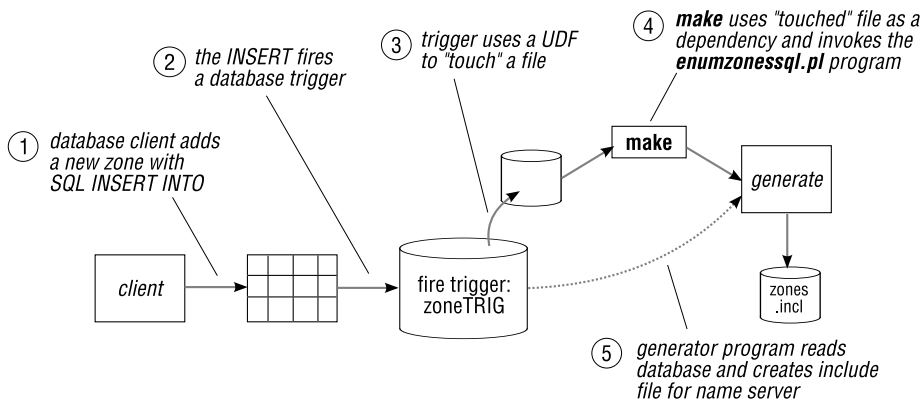 1 database client adds
a new zone with
SQL INSERT INTO
2 the INSERT fires
a database trigger
3 trigger uses a UDF
to "touch" a file
4 make uses "touched" file as a
dependency and invokes the
enumzonessql.pl program
client
fire trigger:
zoneTRIG
make
generate
zones
.incl
5 generator program reads
database and creates include
file for name server